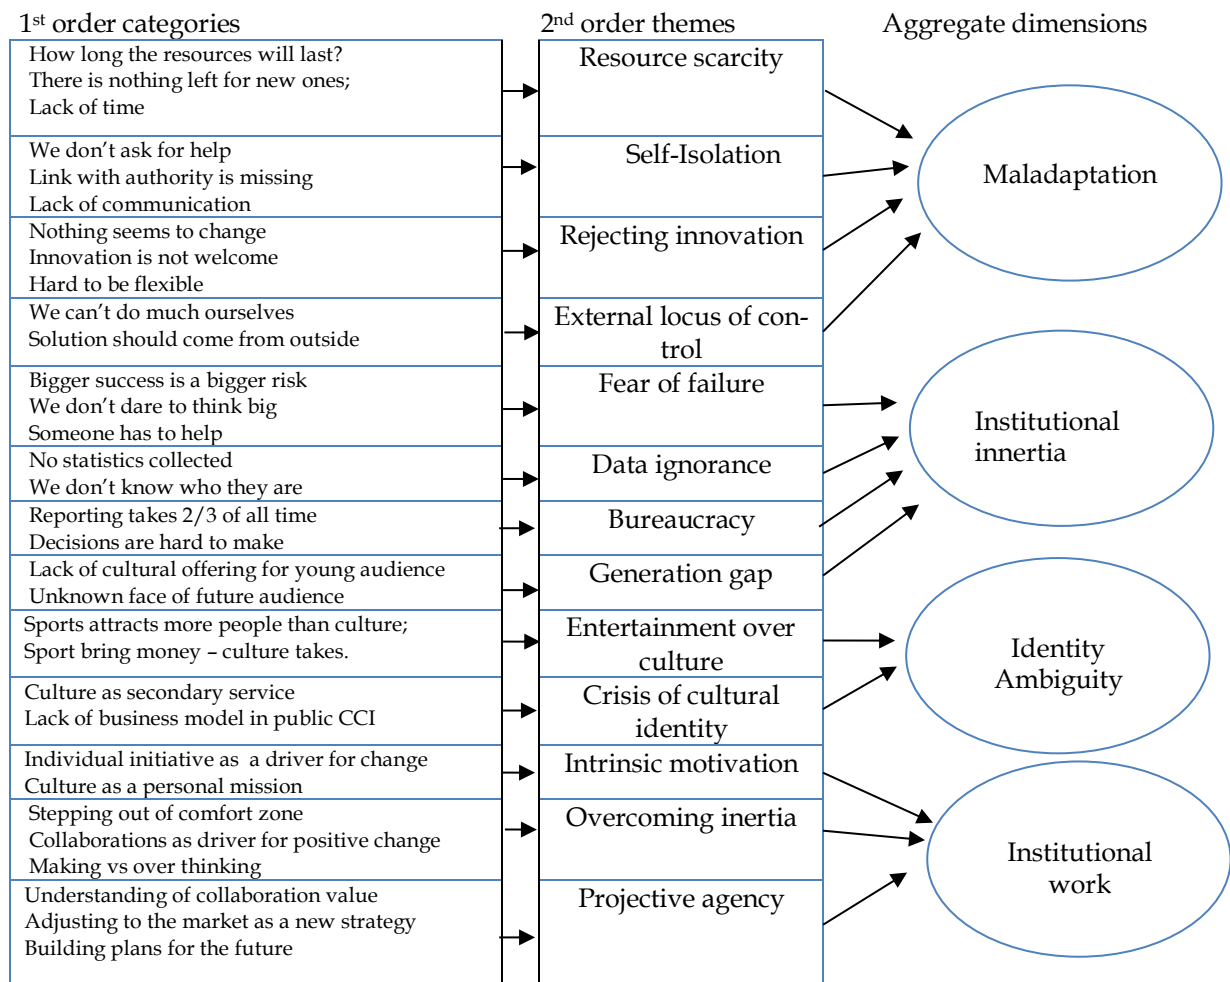 1st order categories
2nd order themes
Aggregate dimensions
How long the resources will last?
There is nothing left for new ones;
Lack of time
Resource scarcity
We don't ask for help
Link with authority is missing
Lack of communication
Self-Isolation
Nothing seems to change
Innovation is not welcome
Hard to be flexible
Rejecting innovation
We can't do much ourselves
Solution should come from outside
External locus of con-
trol
Maladaptation
Bigger success is a bigger risk
We don't dare to think big
Someone has to help
Fear of failure
No statistics collected
We don't know who they are
Data ignorance
Reporting takes 2/3 of all time
Decisions are hard to make
Bureaucracy
Lack of cultural offering for young audience
Unknown face of future audience
Generation gap
Institutional
innertia
Sports attracts more people than culture;
Sport bring money – culture takes.
Entertainment over
culture
Culture as secondary service
Lack of business model in public CCI
Crisis of cultural
identity
Identity
Ambiguity
Individual initiative as  a driver for change
Culture as a personal mission
Intrinsic motivation
Stepping out of comfort zone
Collaborations as driver for positive change
Making vs over thinking
Overcoming inertia
Understanding of collaboration value
Adjusting to the market as a new strategy
Building plans for the future
Projective agency
Institutional
work